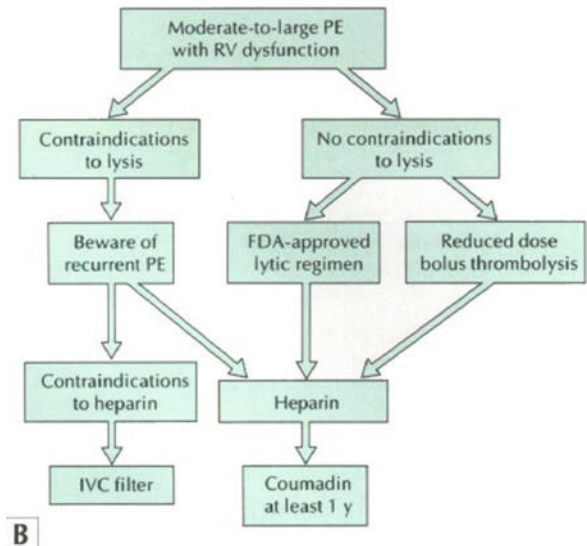 Moderate-to-large PE
with RV dysfunction
Contraindications
to lysis
No contraindications
to lysis
Beware of
recurrent PE
FDA-approved
lytic regimen
Reduced dose
bolus thrombolysis
Contraindications
to heparin
Heparin
IVC filter
Coumadin
at least 1 y
B